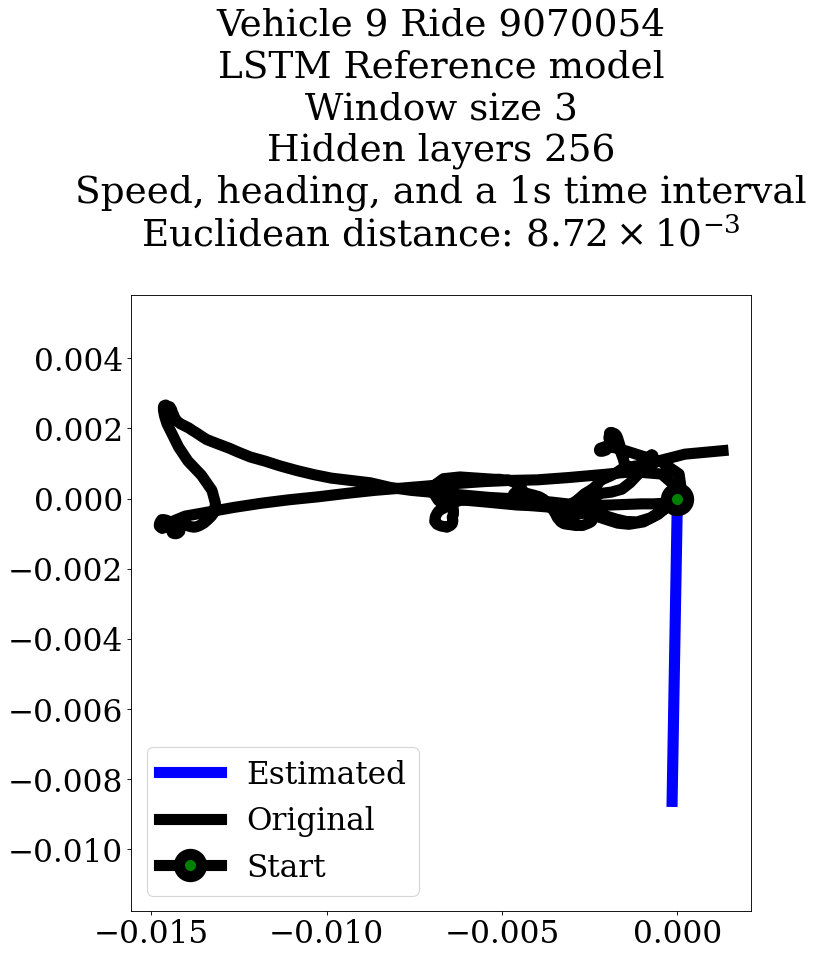 Vehicle 9 Ride 9070054
LSTM Reference model
Window size 3
Hidden layers 256
Speed, heading, and a 1s time interval
Euclidean distance: 8.72 × 10⁻³
0.004
0.002
0.000
−0.002
−0.004
−0.006
−0.008
−0.010
Estimated
Original
Start
−0.015 −0.010 −0.005 0.000